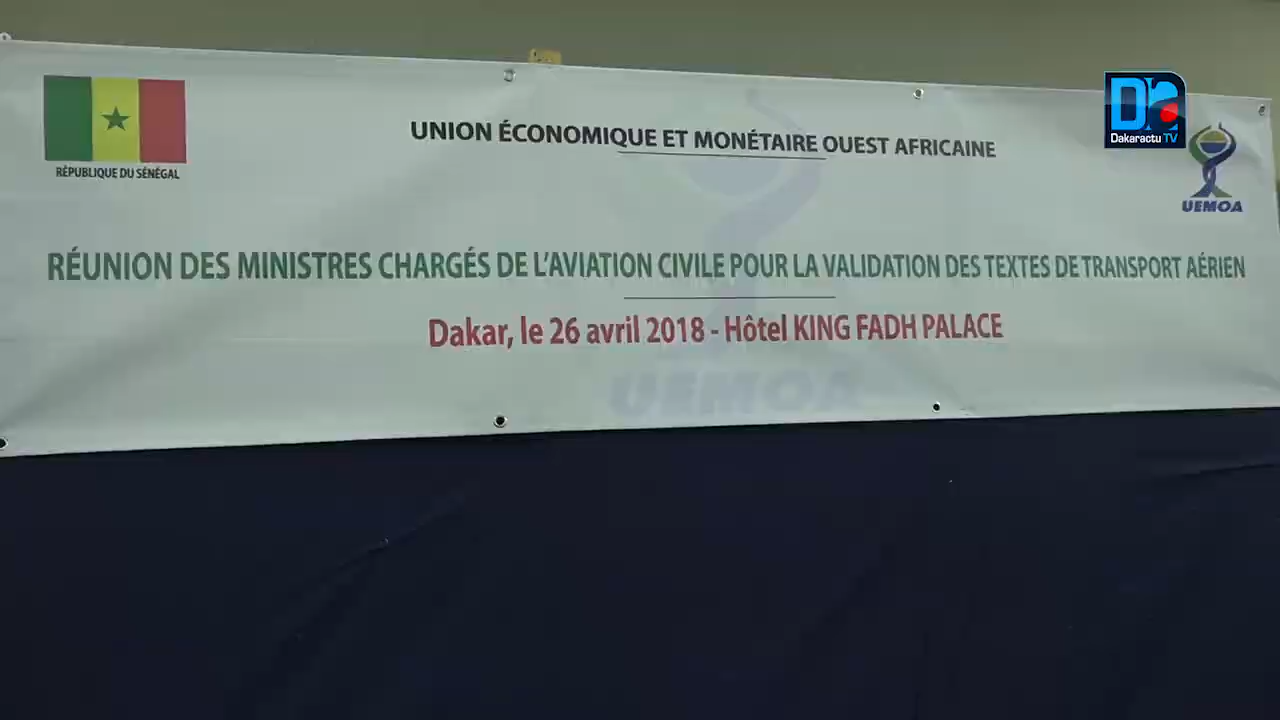 Dakaractu TV
UNION ÉCONOMIQUE ET MONÉTAIRE OUEST AFRICAINE
RÉPUBLIQUE DU SÉNÉGAL
UEMOA
RÉUNION DES MINISTRES CHARGÉS DE L'AVIATION CIVILE POUR LA VALIDATION DES TEXTES DE TRANSPORT AÉRIEN
Dakar, le 26 avril 2018 - Hôtel KING FADH PALACE
UEMOA